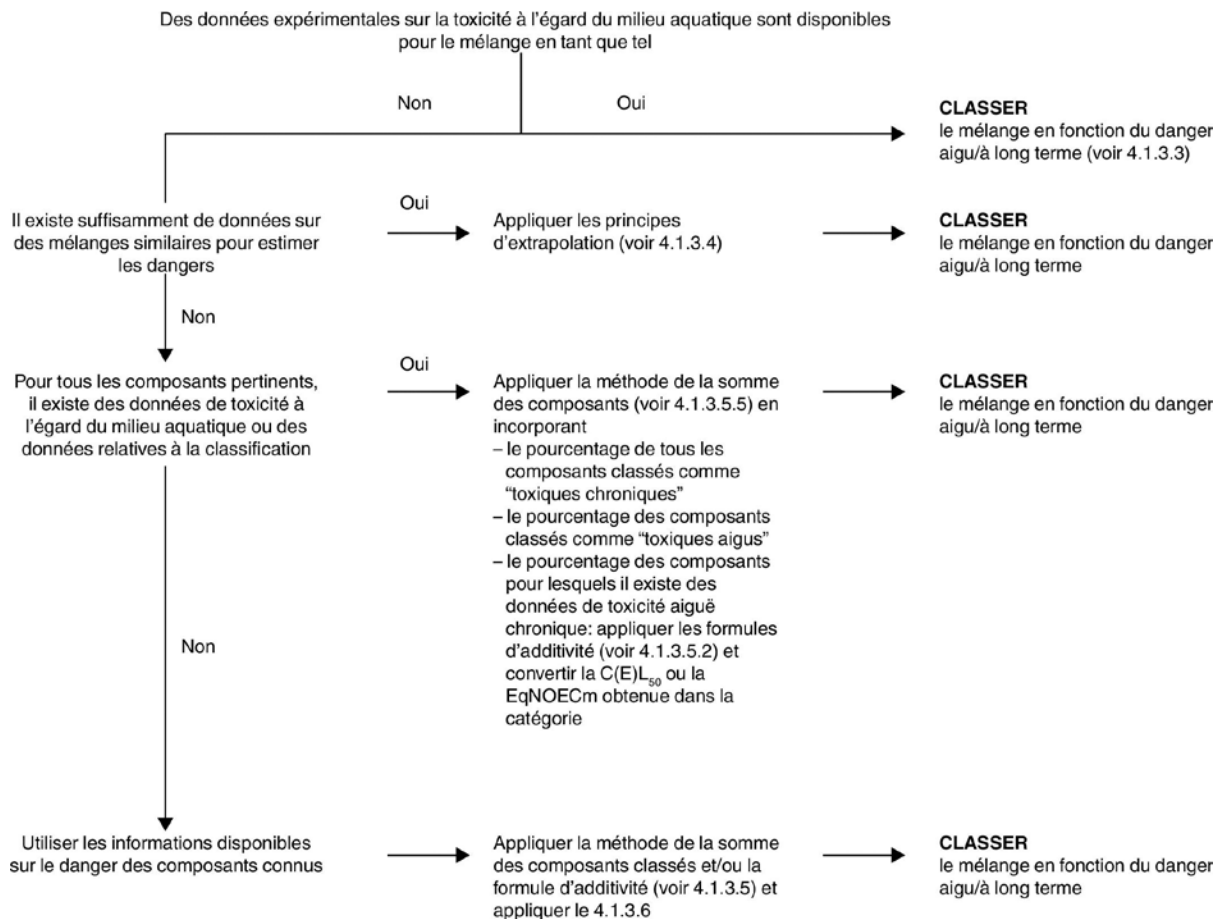 Des données expérimentales sur la toxicité à l'égard du milieu aquatique sont disponibles
pour le mélange en tant que tel
Non
Oui
CLASSER
le mélange en fonction du danger
aigu/à long terme (voir 4.1.3.3)
Il existe suffisamment de données sur
des mélanges similaires pour estimer
les dangers
Oui
Appliquer les principes
d'extrapolation (voir 4.1.3.4)
CLASSER
le mélange en fonction du danger
aigu/à long terme
Non
Pour tous les composants pertinents,
il existe des données de toxicité à
l'égard du milieu aquatique ou des
données relatives à la classification
Oui
Appliquer la méthode de la somme
des composants (voir 4.1.3.5.5) en
incorporant
– le pourcentage de tous les
composants classés comme
“toxiques chroniques”
– le pourcentage des composants
classés comme “toxiques aigus”
– le pourcentage des composants
pour lesquels il existe des
données de toxicité aiguë
chronique: appliquer les formules
d'additivité (voir 4.1.3.5.2) et
convertir la C(E)L50 ou la
EqNOECm obtenue dans la
catégorie
CLASSER
le mélange en fonction du danger
aigu/à long terme
Non
Utiliser les informations disponibles
sur le danger des composants connus
Appliquer la méthode de la somme
des composants classés et/ou la
formule d'additivité (voir 4.1.3.5) et
appliquer le 4.1.3.6
CLASSER
le mélange en fonction du danger
aigu/à long terme